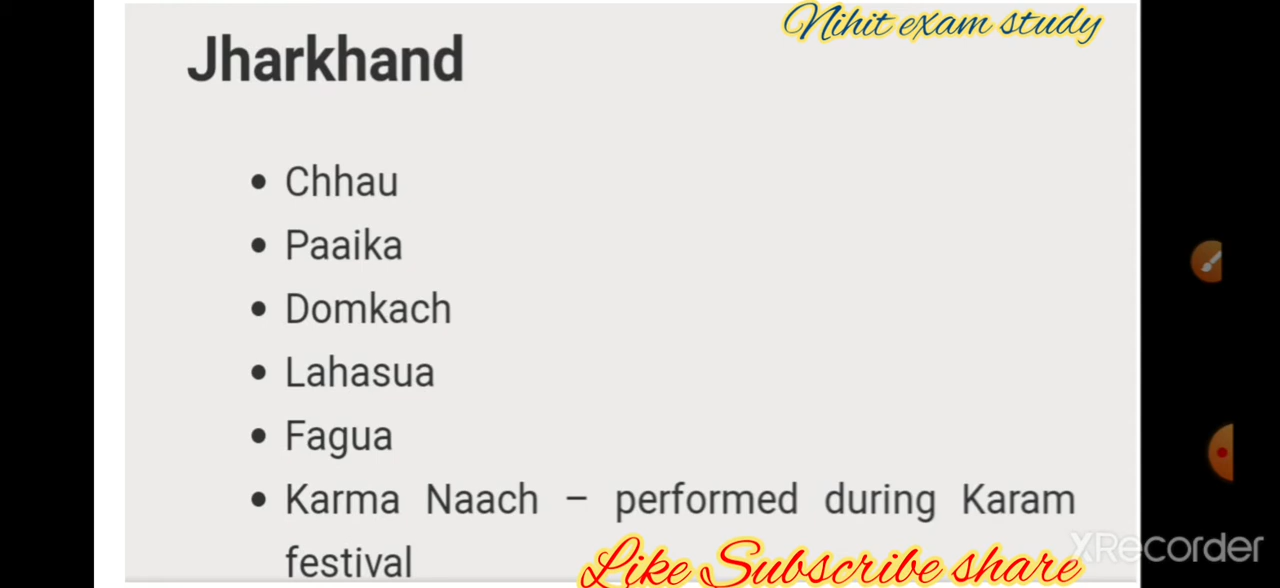 Nihit exam study
Jharkhand
• Chhau
• Paaika
• Domkach
• Lahasua
• Fagua
• Karma Naach – performed during Karam
festival
Like Subscribe share
XRecorder